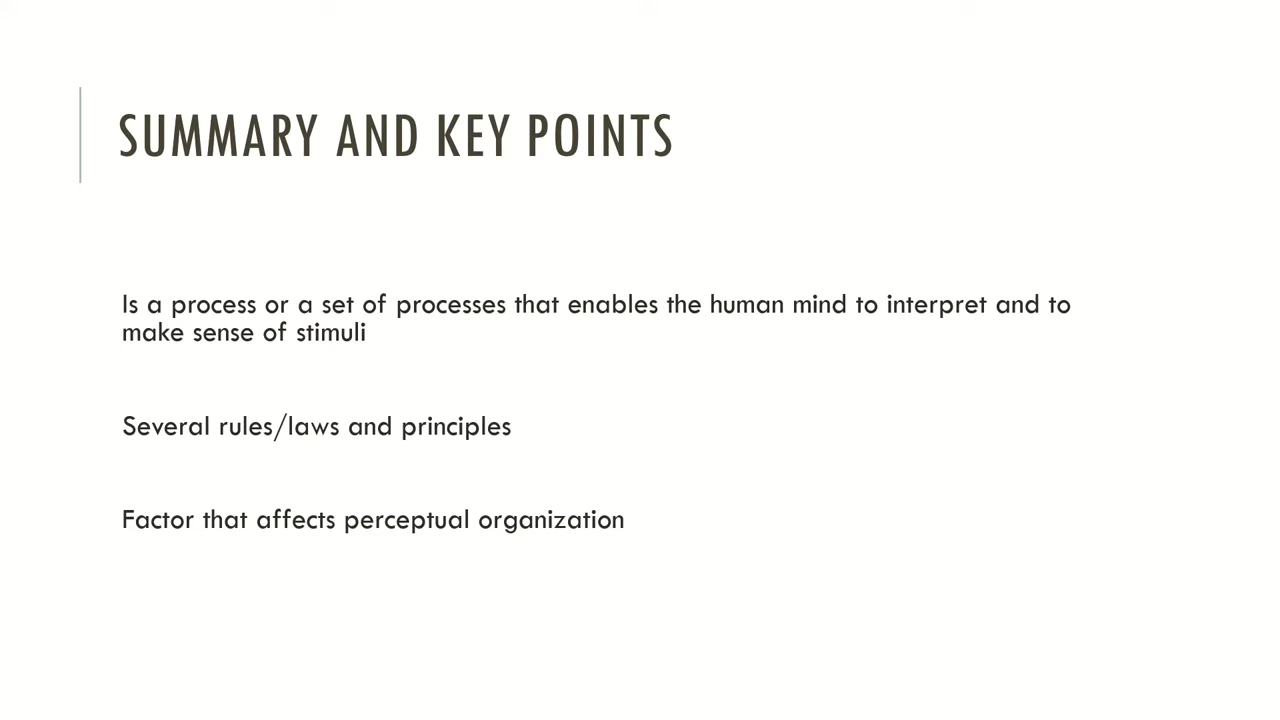 SUMMARY AND KEY POINTS
Is a process or a set of processes that enables the human mind to interpret and to
make sense of stimuli
Several rules/laws and principles
Factor that affects perceptual organization